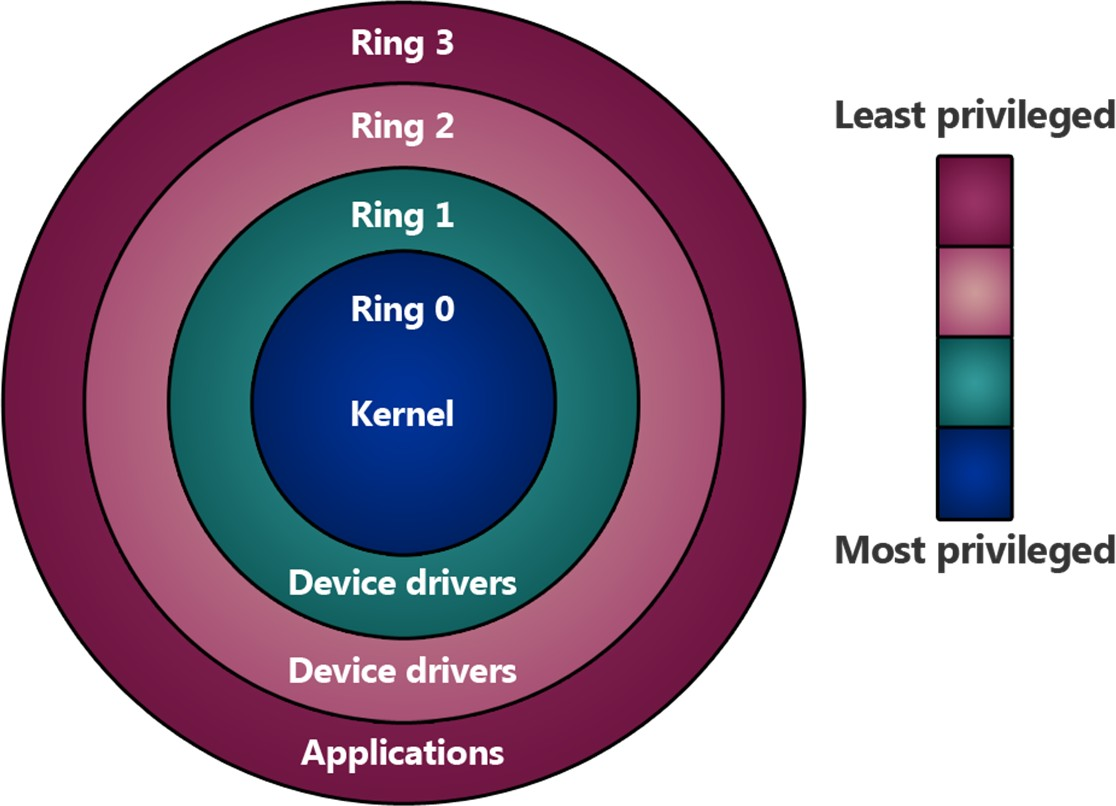 Ring 3
Ring 2
Ring 1
Ring 0
Kernel
Device drivers
Device drivers
Applications
Least privileged
Most privileged